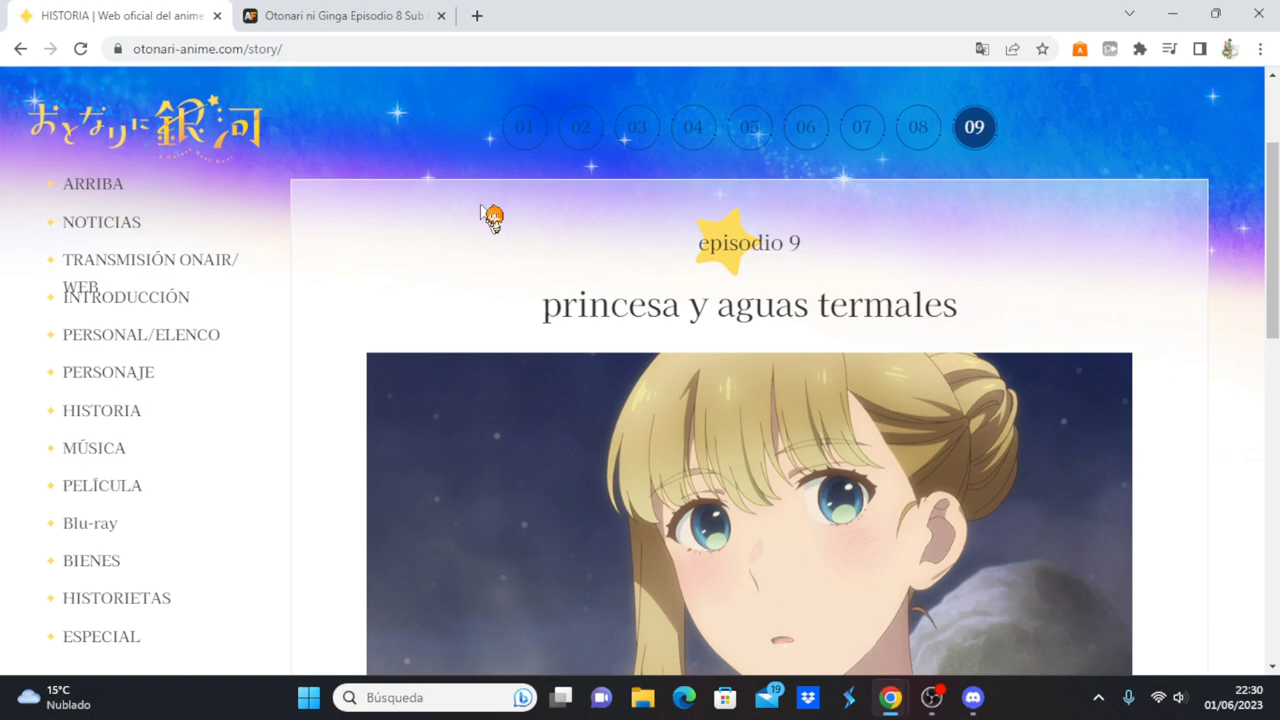 HISTORIA | Web oficial del anime
Otonari ni Ginga Episodio 8 Sub
otonari-anime.com/story/
おとなりに銀河
01 02 03 04 05 06 07 08 09
ARRIBA
NOTICIAS
TRANSMISIÓN ONAIR/
WEB
INTRODUCCIÓN
PERSONAL/ELENCO
PERSONAJE
HISTORIA
MÚSICA
PELÍCULA
Blu-ray
BIENES
HISTORIETAS
ESPECIAL
episodio 9
princesa y aguas termales
15°C
Nublado
Búsqueda
19
22:30
01/06/2023